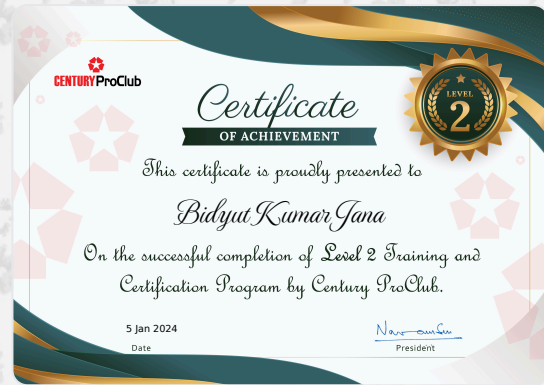 CENTURY ProClub
Certificate
OF ACHIEVEMENT
LEVEL
2
This certificate is proudly presented to
Bidyut Kumar Jana
On the successful completion of Level 2 Training and
Certification Program by Century ProClub.
5 Jan 2024
Date
President